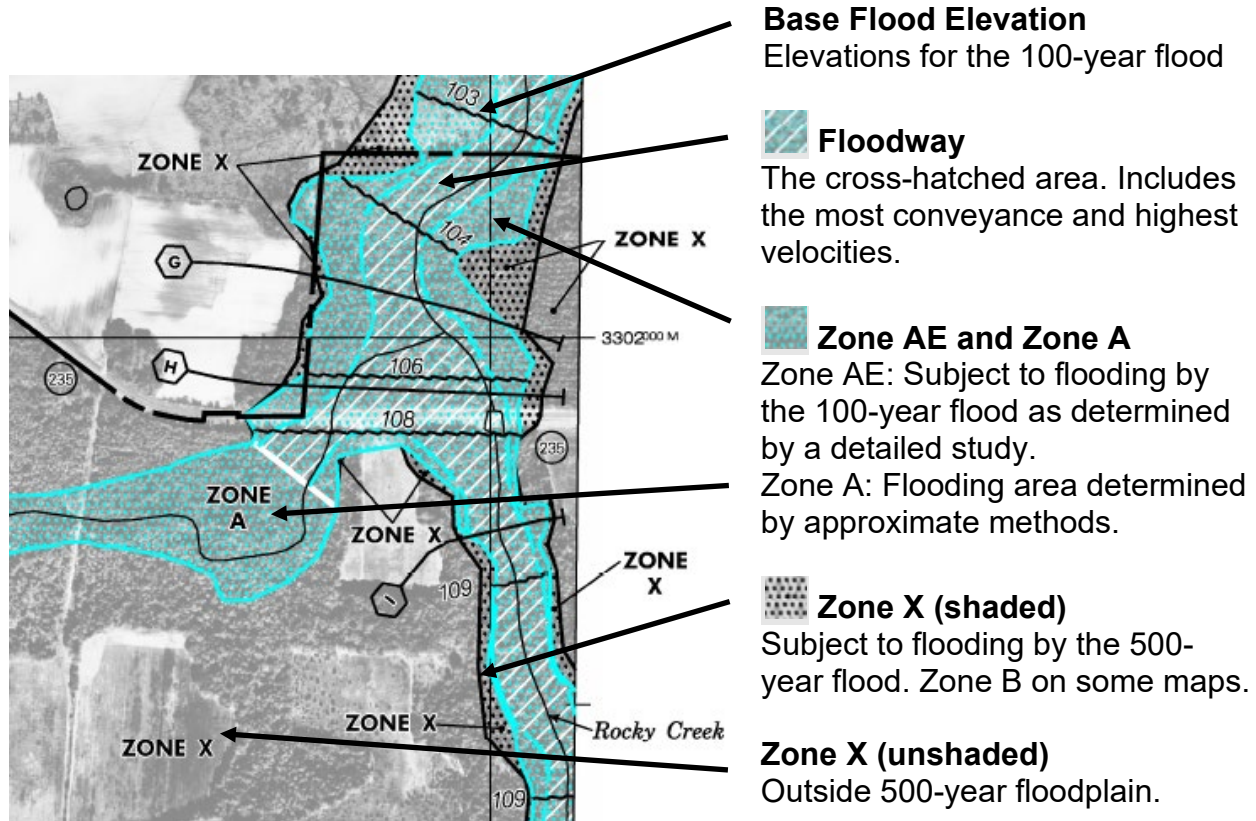 Base Flood Elevation
Elevations for the 100-year flood
Floodway
The cross-hatched area. Includes
the most conveyance and highest
velocities.
Zone AE and Zone A
Zone AE: Subject to flooding by
the 100-year flood as determined
by a detailed study.
Zone A: Flooding area determined
by approximate methods.
Zone X (shaded)
Subject to flooding by the 500-
year flood. Zone B on some maps.
Zone X (unshaded)
Outside 500-year floodplain.
103
ZONE X
104
ZONE X
G
3302000 M
H
106
235
108
235
ZONE
A
ZONE X
ZONE
X
109
I
ZONE X
Rocky Creek
ZONE X
109